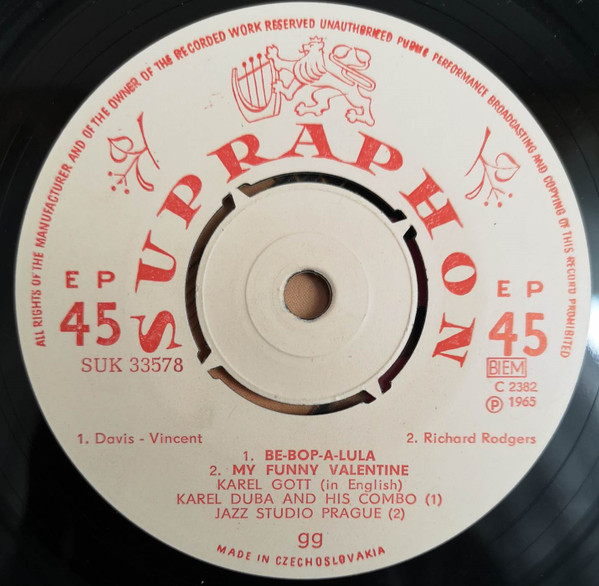 ALL RIGHTS OF THE MANUFACTURER AND OF THE OWNER OF THE RECORDED WORK RESERVED UNAUTHORIZED PUBLIC PERFORMANCE BROADCASTING AND COPYING OF THIS RECORD PROHIBITED
SUPRAPHON
EP
45
SUK 33578
EP
45
BIEM
C 2382
Ⓟ 1965
1. Davis - Vincent
2. Richard Rodgers
1. BE-BOP-A-LULA
2. MY FUNNY VALENTINE
KAREL GOTT (in English)
KAREL DUBA AND HIS COMBO (1)
JAZZ STUDIO PRAGUE (2)
gg
MADE IN CZECHOSLOVAKIA